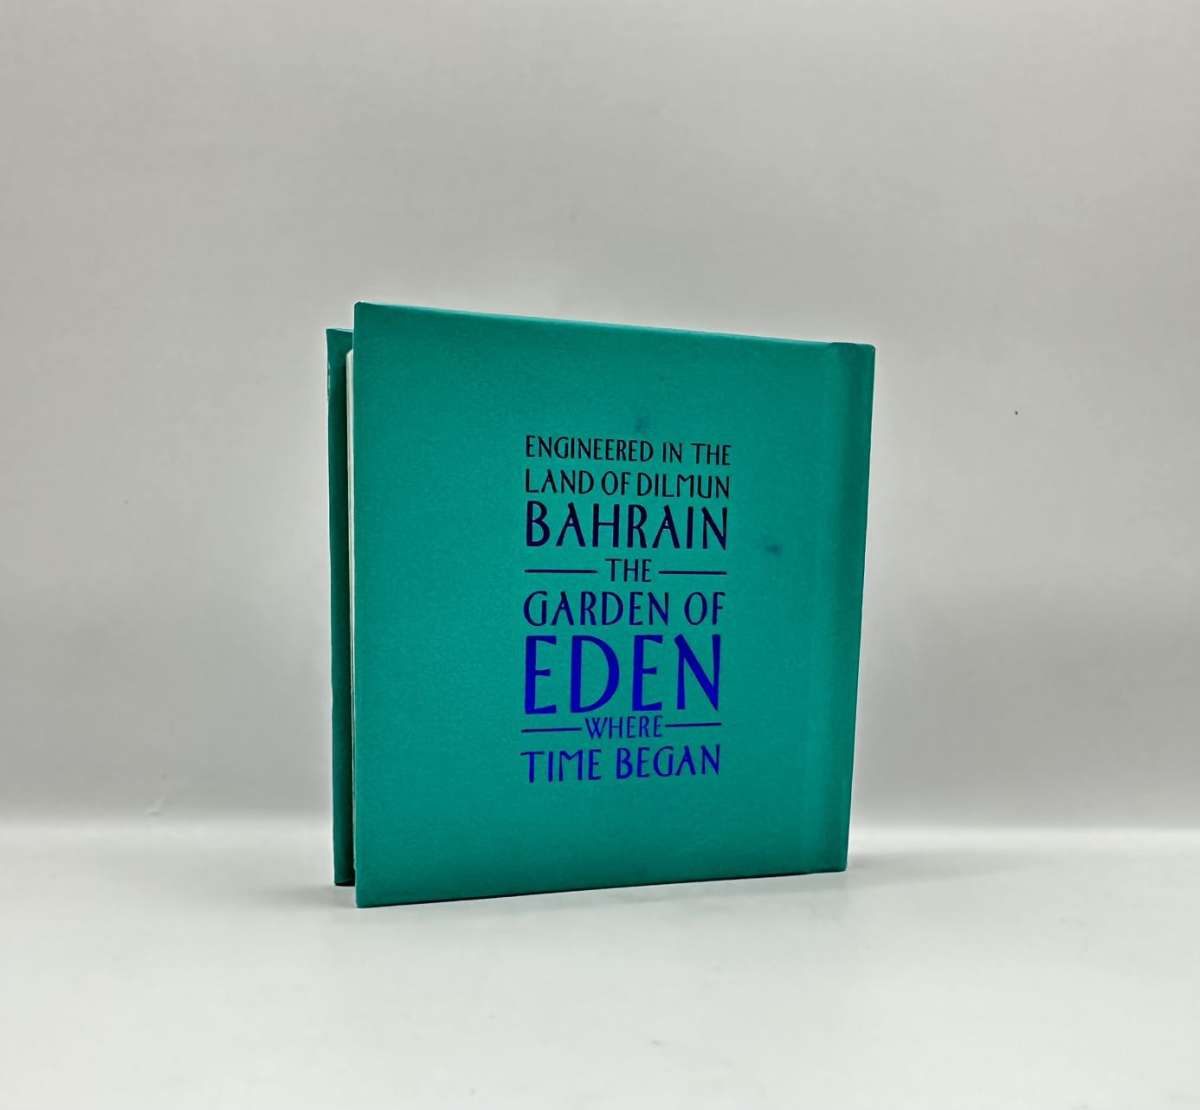 ENGINEERED IN THE
LAND OF DILMUN
BAHRAIN
THE
GARDEN OF
EDEN
WHERE
TIME BEGAN